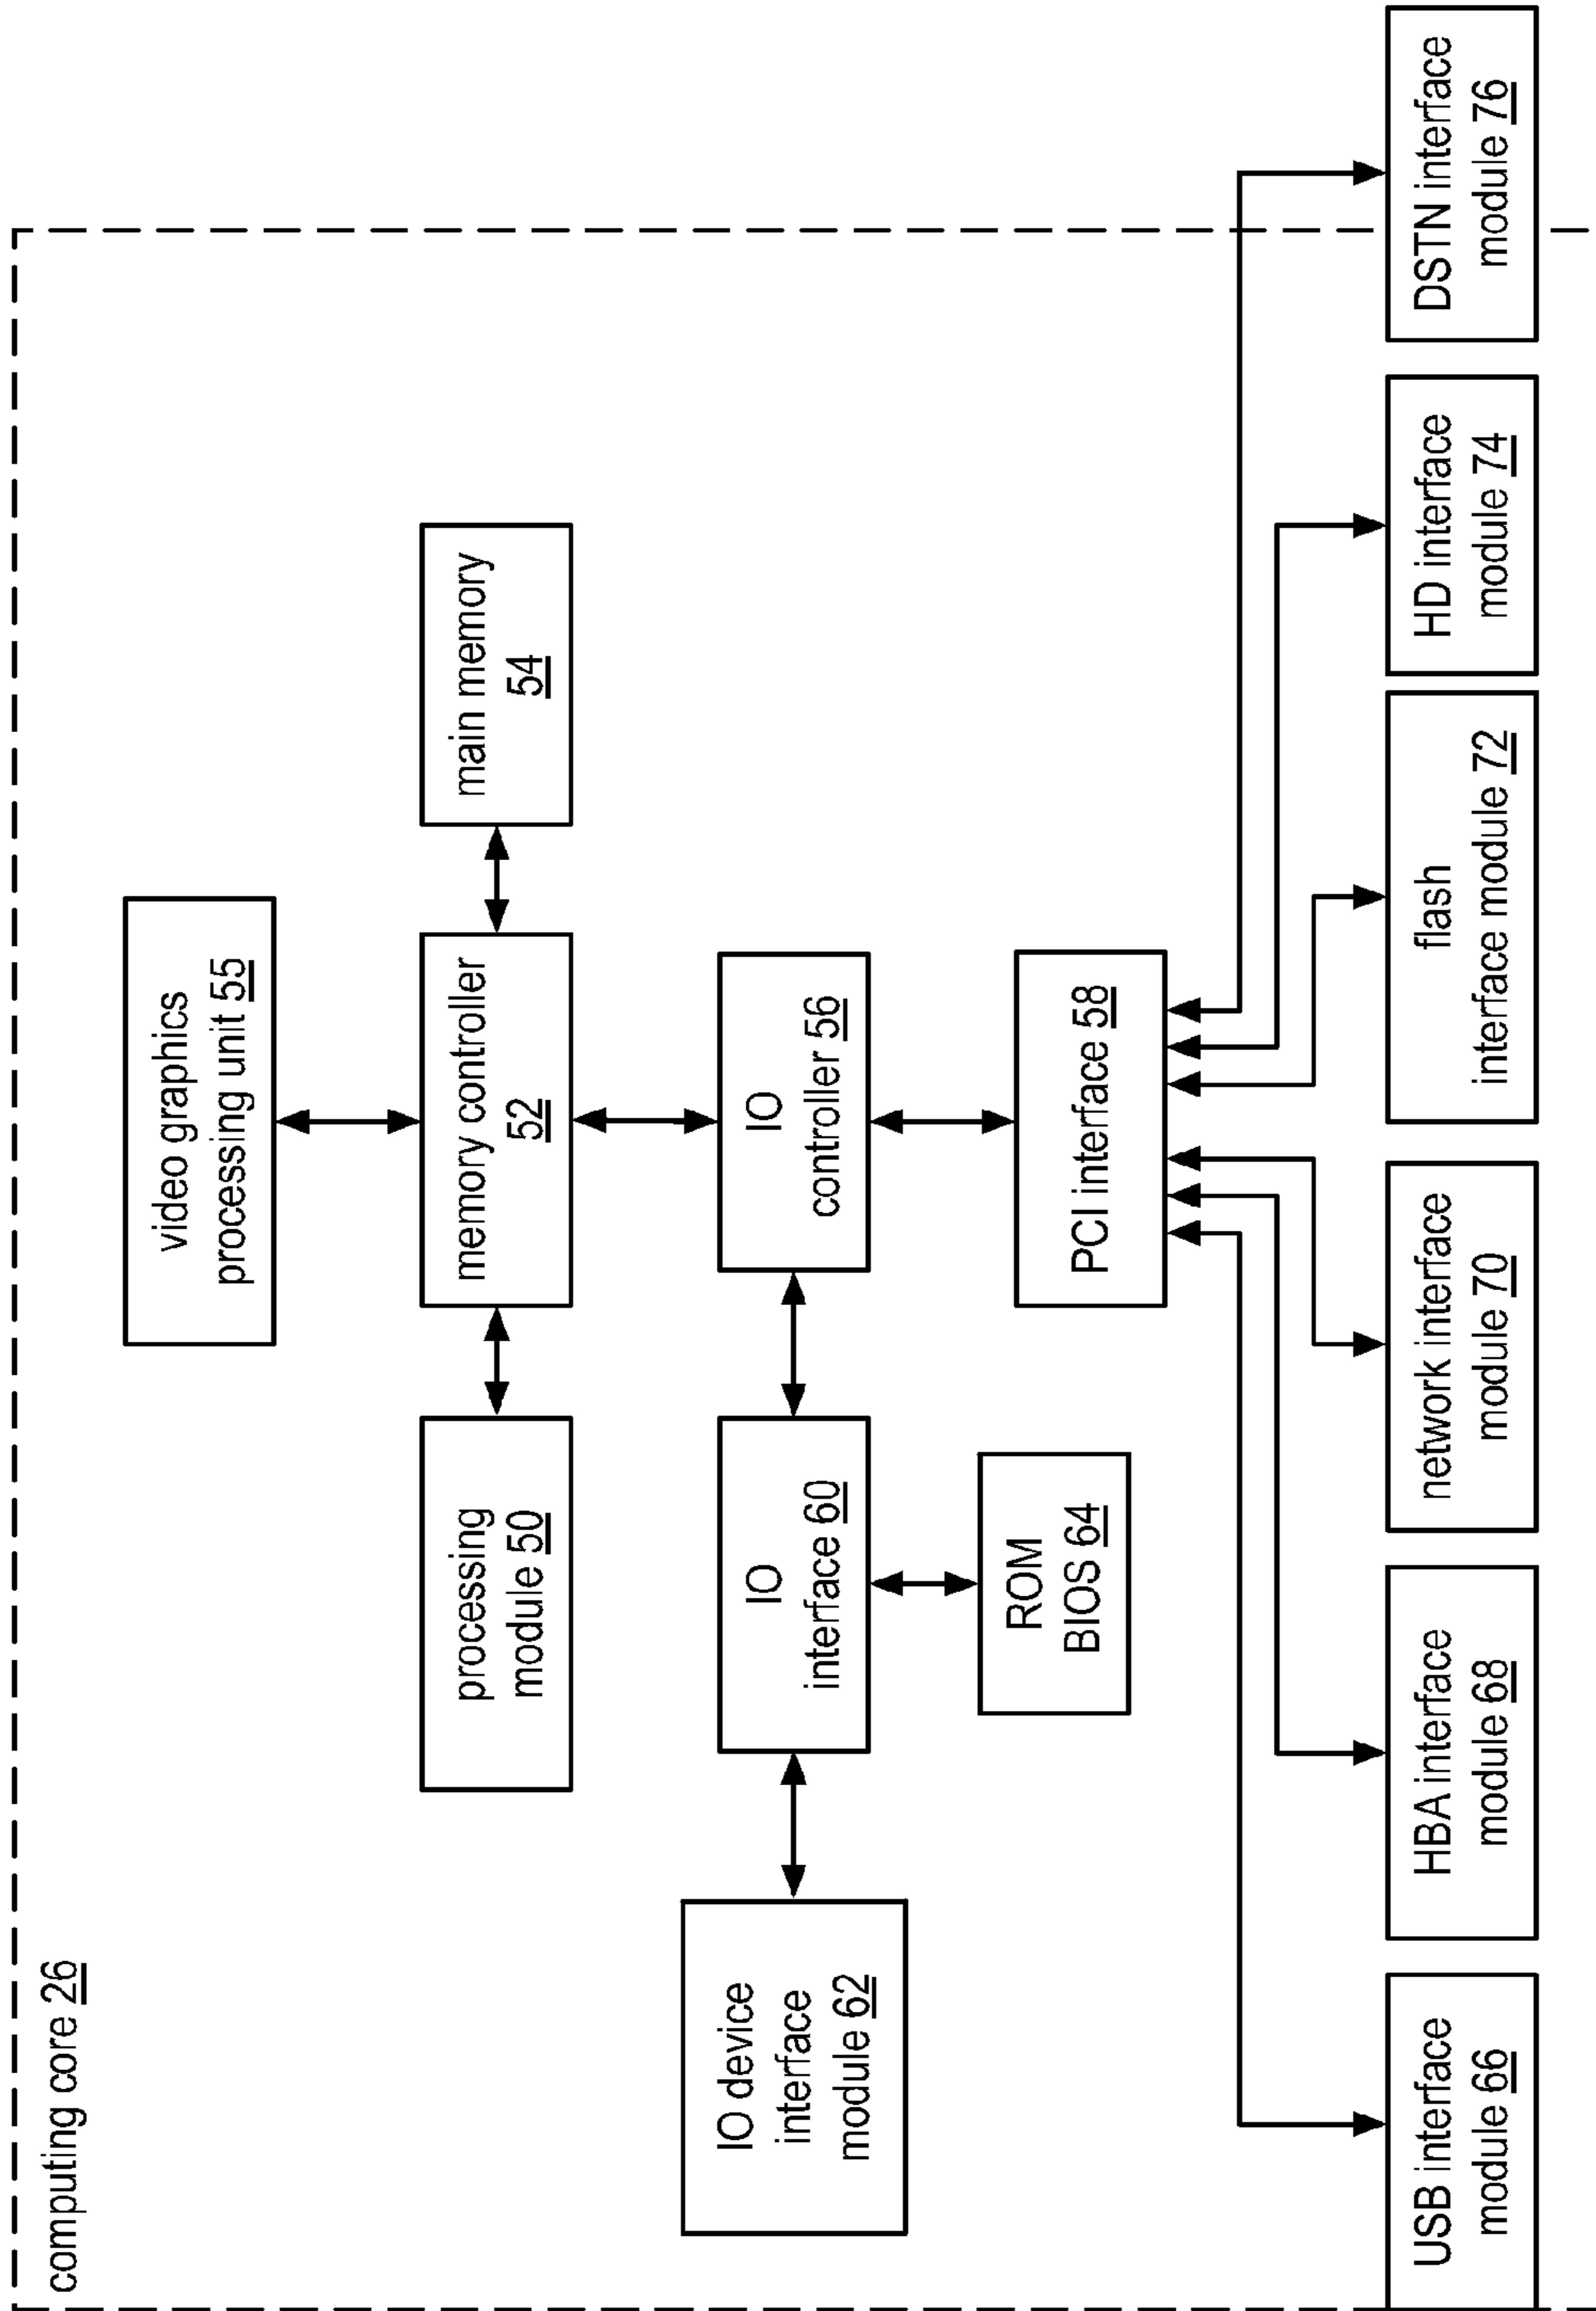 computing core 26
video graphics
processing unit 55
processing
module 50
memory controller
52
main memory
54
IO device
interface
module 62
IO
interface 60
IO
controller 56
ROM
BIOS 64
PCI interface 58
USB interface
module 66
HBA interface
module 68
network interface
module 70
flash
interface module 72
HD interface
module 74
DSTN interface
module 76